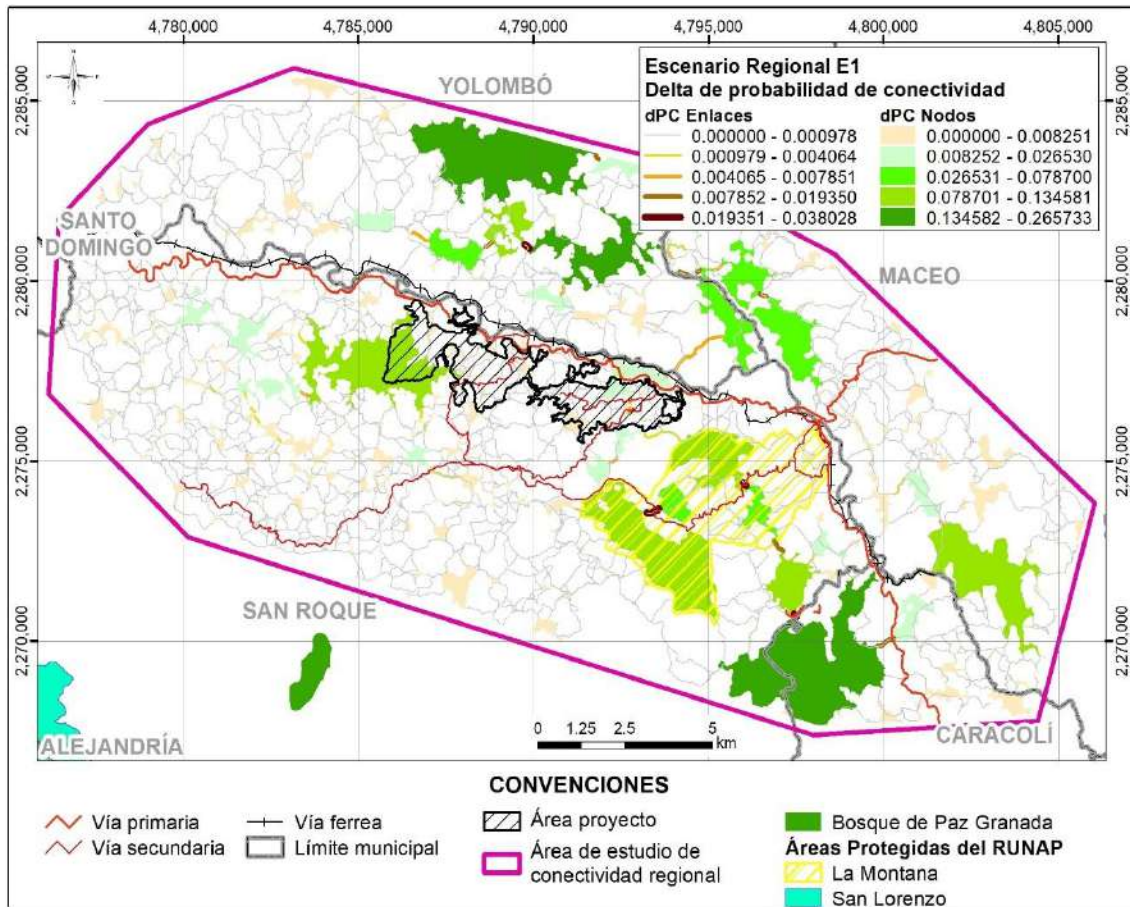 4,780,000 4,785,000 4,790,000 4,795,000 4,800,000 4,805,000
2,285,000 2,285,000
2,280,000 2,280,000
2,275,000 2,275,000
2,270,000 2,270,000
YOLOMBÓ
SANTO
DOMINGO
MACEO
SAN ROQUE
ALEJANDRÍA
CARACOLÍ
Escenario Regional E1
Delta de probabilidad de conectividad
dPC Enlaces dPC Nodos
0.000000 - 0.000978 0.000000 - 0.008251
0.000979 - 0.004064 0.008252 - 0.026530
0.004065 - 0.007851 0.026531 - 0.078700
0.007852 - 0.019350 0.078701 - 0.134581
0.019351 - 0.038028 0.134582 - 0.265733
0 1.25 2.5 5
km
CONVENCIONES
Vía primaria
Vía secundaria
Vía ferrea
Límite municipal
Área proyecto
Área de estudio de
conectividad regional
Bosque de Paz Granada
Áreas Protegidas del RUNAP
La Montana
San Lorenzo